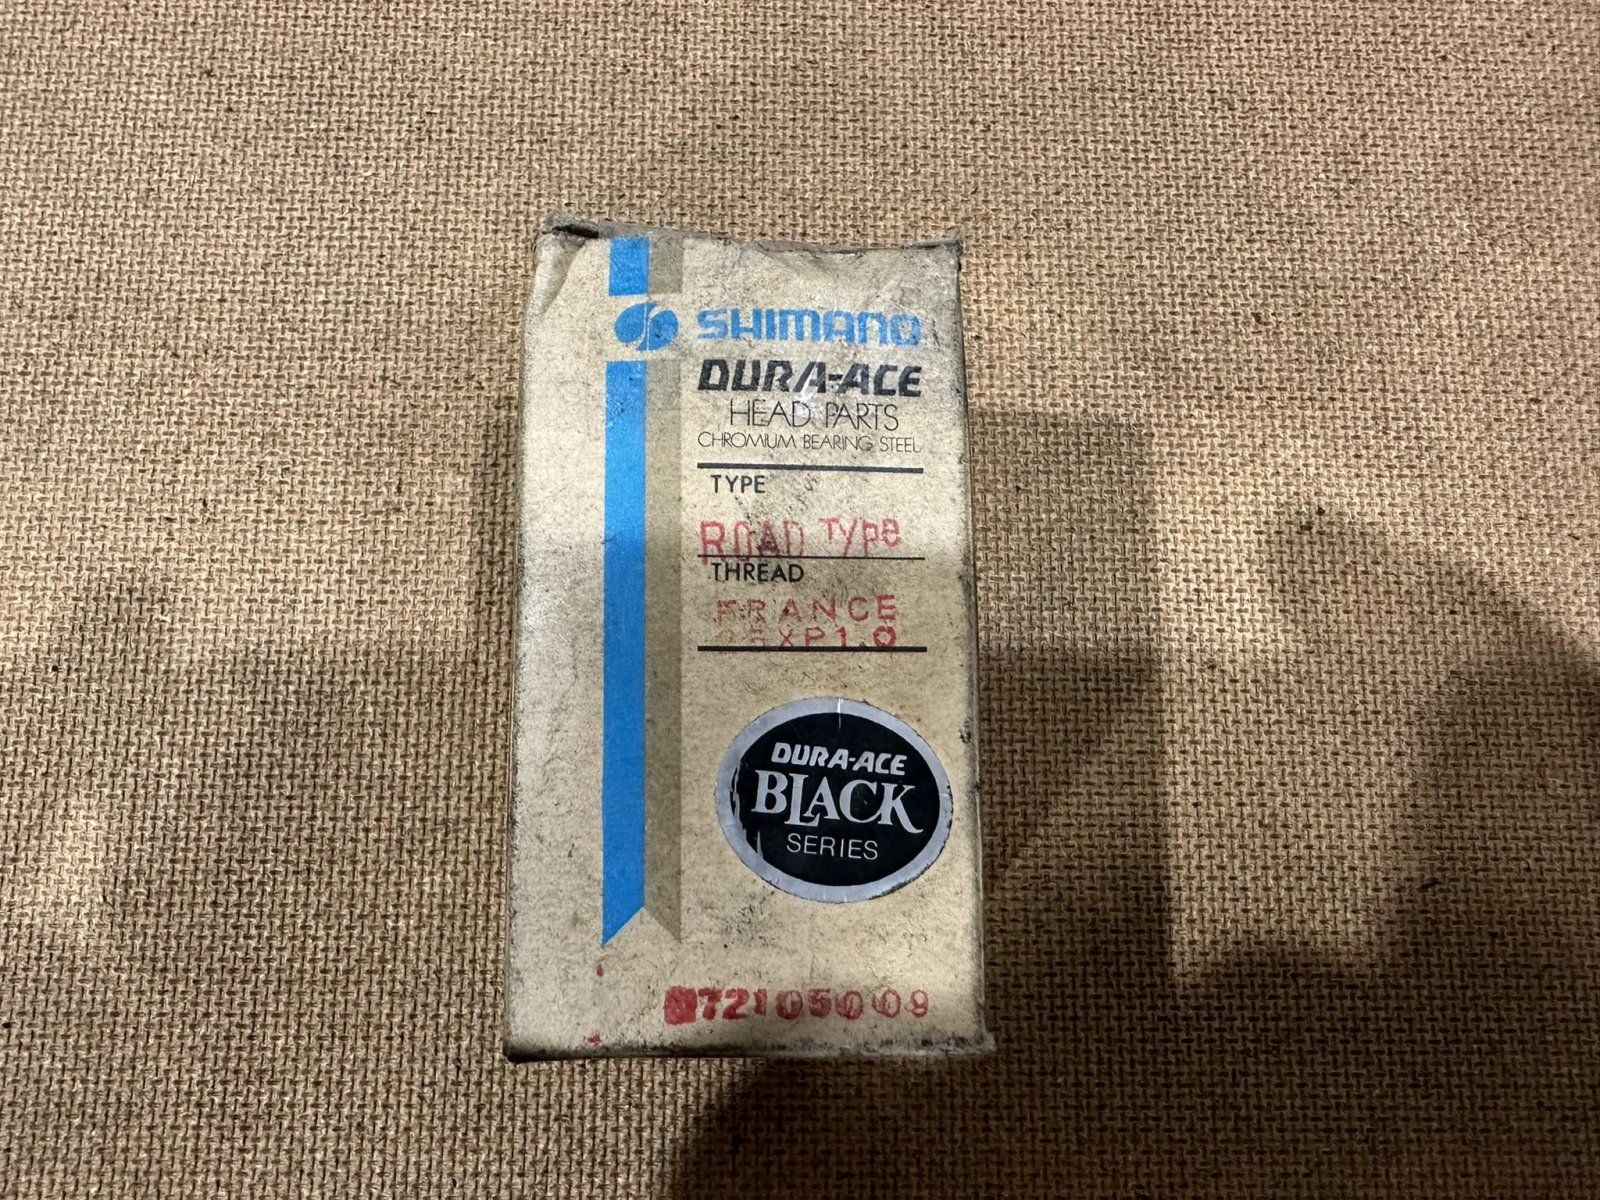 SHIMANO
DURA-ACE
HEAD PARTS
CHROMIUM BEARING STEEL
TYPE
ROAD TYPe
THREAD
FRANCE
DURA-ACE
BLACK
SERIES